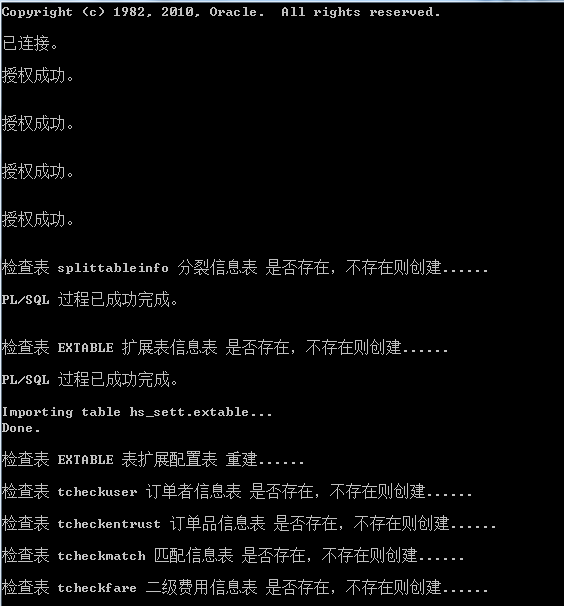 Copyright (c) 1982, 2010, Oracle.  All rights reserved.
已连接。
授权成功。
授权成功。
授权成功。
授权成功。
检查表 splittableinfo 分裂信息表 是否存在，不存在则创建......
PL/SQL 过程已成功完成。
检查表 EXTABLE 扩展表信息表 是否存在，不存在则创建......
PL/SQL 过程已成功完成。
Importing table hs_sett.extable...
Done.
检查表 EXTABLE 表扩展配置表 重建......
检查表 tcheckuser 订单者信息表 是否存在，不存在则创建......
检查表 tcheckentrust 订单品信息表 是否存在，不存在则创建......
检查表 tcheckmatch 匹配信息表 是否存在，不存在则创建......
检查表 tcheckfare 二级费用信息表 是否存在，不存在则创建......